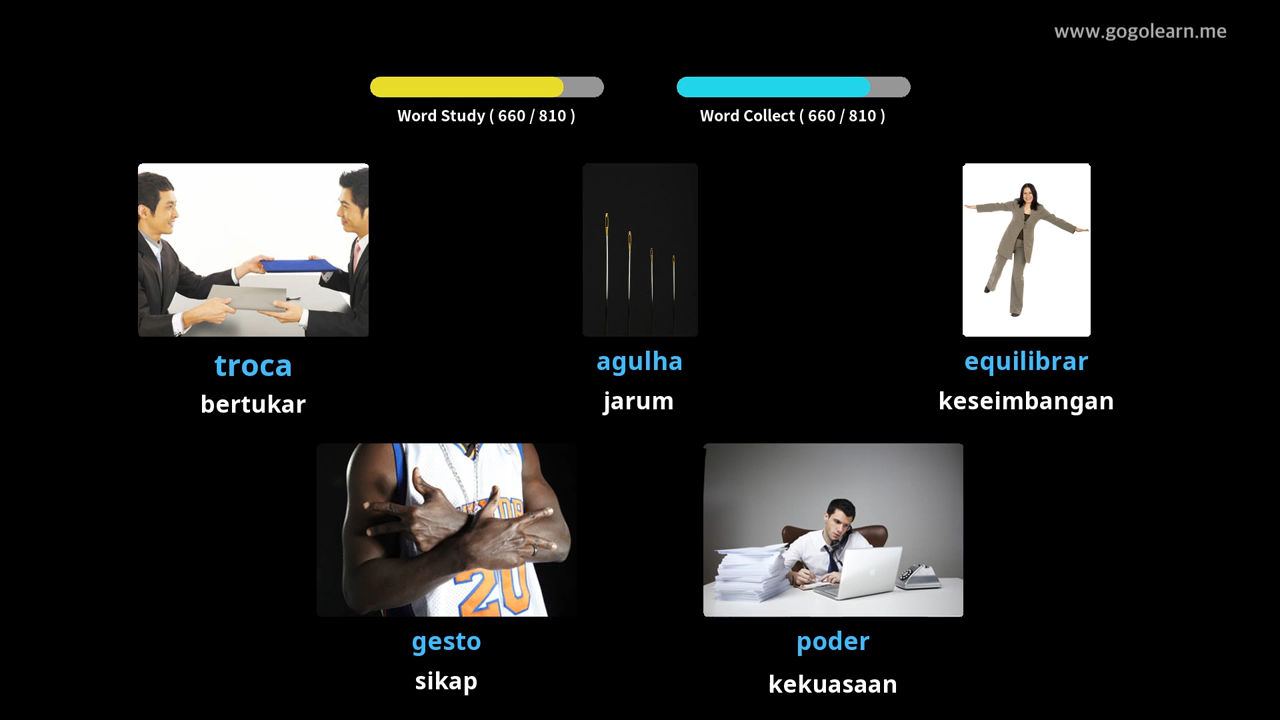 www.gogolearn.me
Word Study ( 660 / 810 )
Word Collect ( 660 / 810 )
troca
bertukar
agulha
jarum
equilibrar
keseimbangan
20
gesto
sikap
poder
kekuasaan